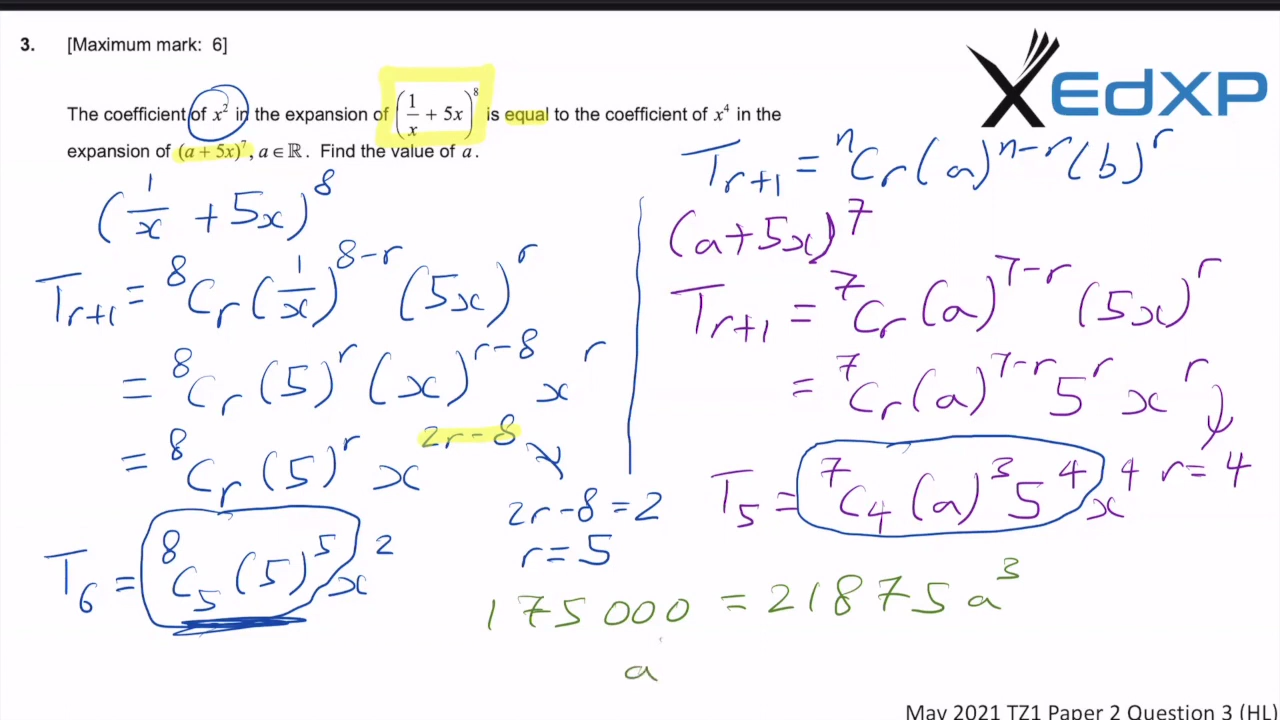 3. [Maximum mark: 6]
XEdXP
The coefficient of x² in the expansion of (1/x + 5x)⁸ is equal to the coefficient of x⁴ in the
expansion of (a + 5x)⁷, a ∈ ℝ. Find the value of a.
Tᵣ₊₁ = ⁿCᵣ(a)ⁿ⁻ʳ(b)ʳ
(1/x + 5x)⁸
Tᵣ₊₁ = ⁸Cᵣ(1/x)⁸⁻ʳ(5x)ʳ
= ⁸Cᵣ(5)ʳ(x)ʳ⁻⁸ xʳ
= ⁸Cᵣ(5)ʳ x²ʳ⁻⁸
2r-8 = 2
r = 5
T₆ = ⁸C₅(5)⁵x²
(a+5x)⁷
Tᵣ₊₁ = ⁷Cᵣ(a)⁷⁻ʳ(5x)ʳ
= ⁷Cᵣ(a)⁷⁻ʳ5ʳxʳ
r = 4
T₅ = ⁷C₄(a)³5⁴x⁴
175000 = 21875a³
a
May 2021 TZ1 Paper 2 Question 3 (HL)